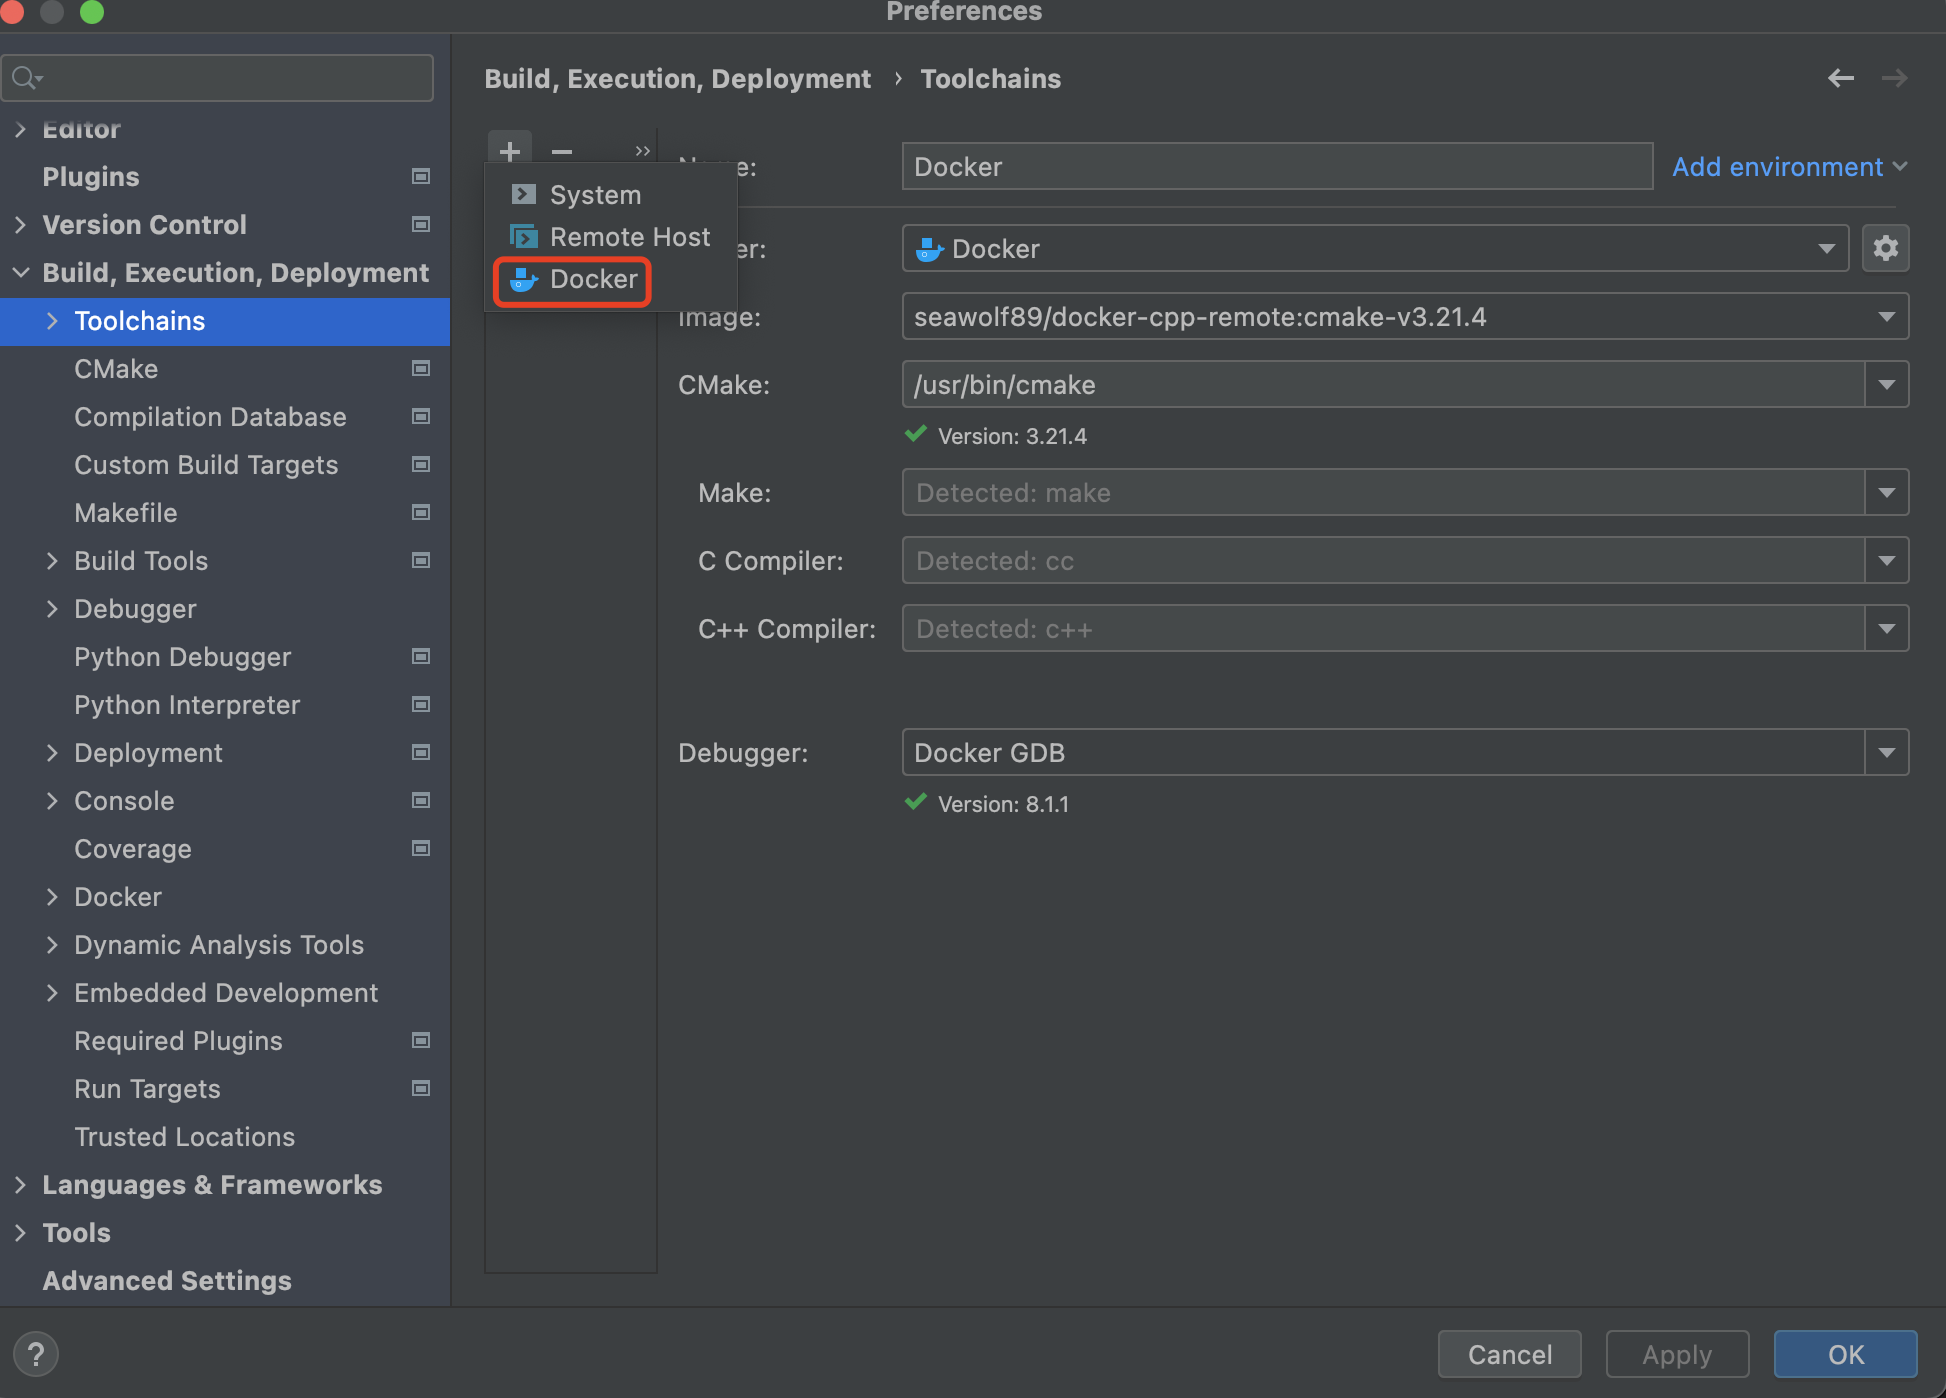 Preferences
Editor
Plugins
Version Control
Build, Execution, Deployment
Toolchains
CMake
Compilation Database
Custom Build Targets
Makefile
Build Tools
Debugger
Python Debugger
Python Interpreter
Deployment
Console
Coverage
Docker
Dynamic Analysis Tools
Embedded Development
Required Plugins
Run Targets
Trusted Locations
Languages & Frameworks
Tools
Advanced Settings
Build, Execution, Deployment › Toolchains
System
Remote Host
Docker
Docker
Add environment
Docker
Image:
seawolf89/docker-cpp-remote:cmake-v3.21.4
CMake:
/usr/bin/cmake
Version: 3.21.4
Make:
Detected: make
C Compiler:
Detected: cc
C++ Compiler:
Detected: c++
Debugger:
Docker GDB
Version: 8.1.1
?
Cancel
Apply
OK